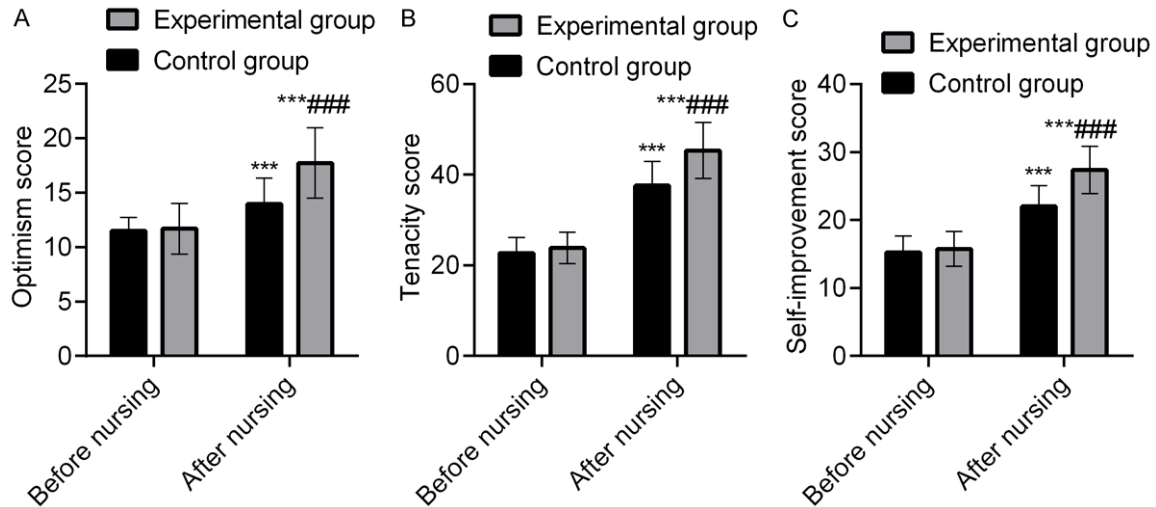 A
Experimental group
Control group
Optimism score
25
20
15
10
5
0
***
***###
Before nursing
After nursing
B
Experimental group
Control group
Tenacity score
60
40
20
0
***
***###
Before nursing
After nursing
C
Experimental group
Control group
Self-improvement score
40
30
20
10
0
***
***###
Before nursing
After nursing